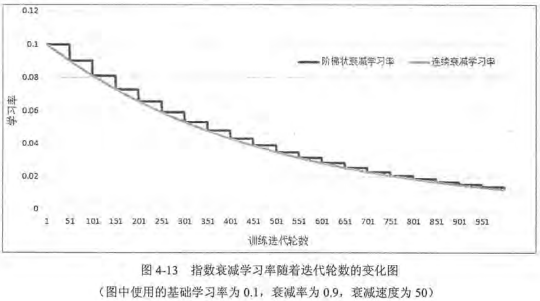 0.12
0.1
0.08
0.06
0.04
0.02
0
学习率
阶梯状衰减学习率
连续衰减学习率
1 51 101 151 201 251 301 351 401 451 501 551 601 651 701 751 801 851 901 951
训练迭代轮数
图 4-13 指数衰减学习率随着迭代轮数的变化图
（图中使用的基础学习率为 0.1，衰减率为 0.9，衰减速度为 50）